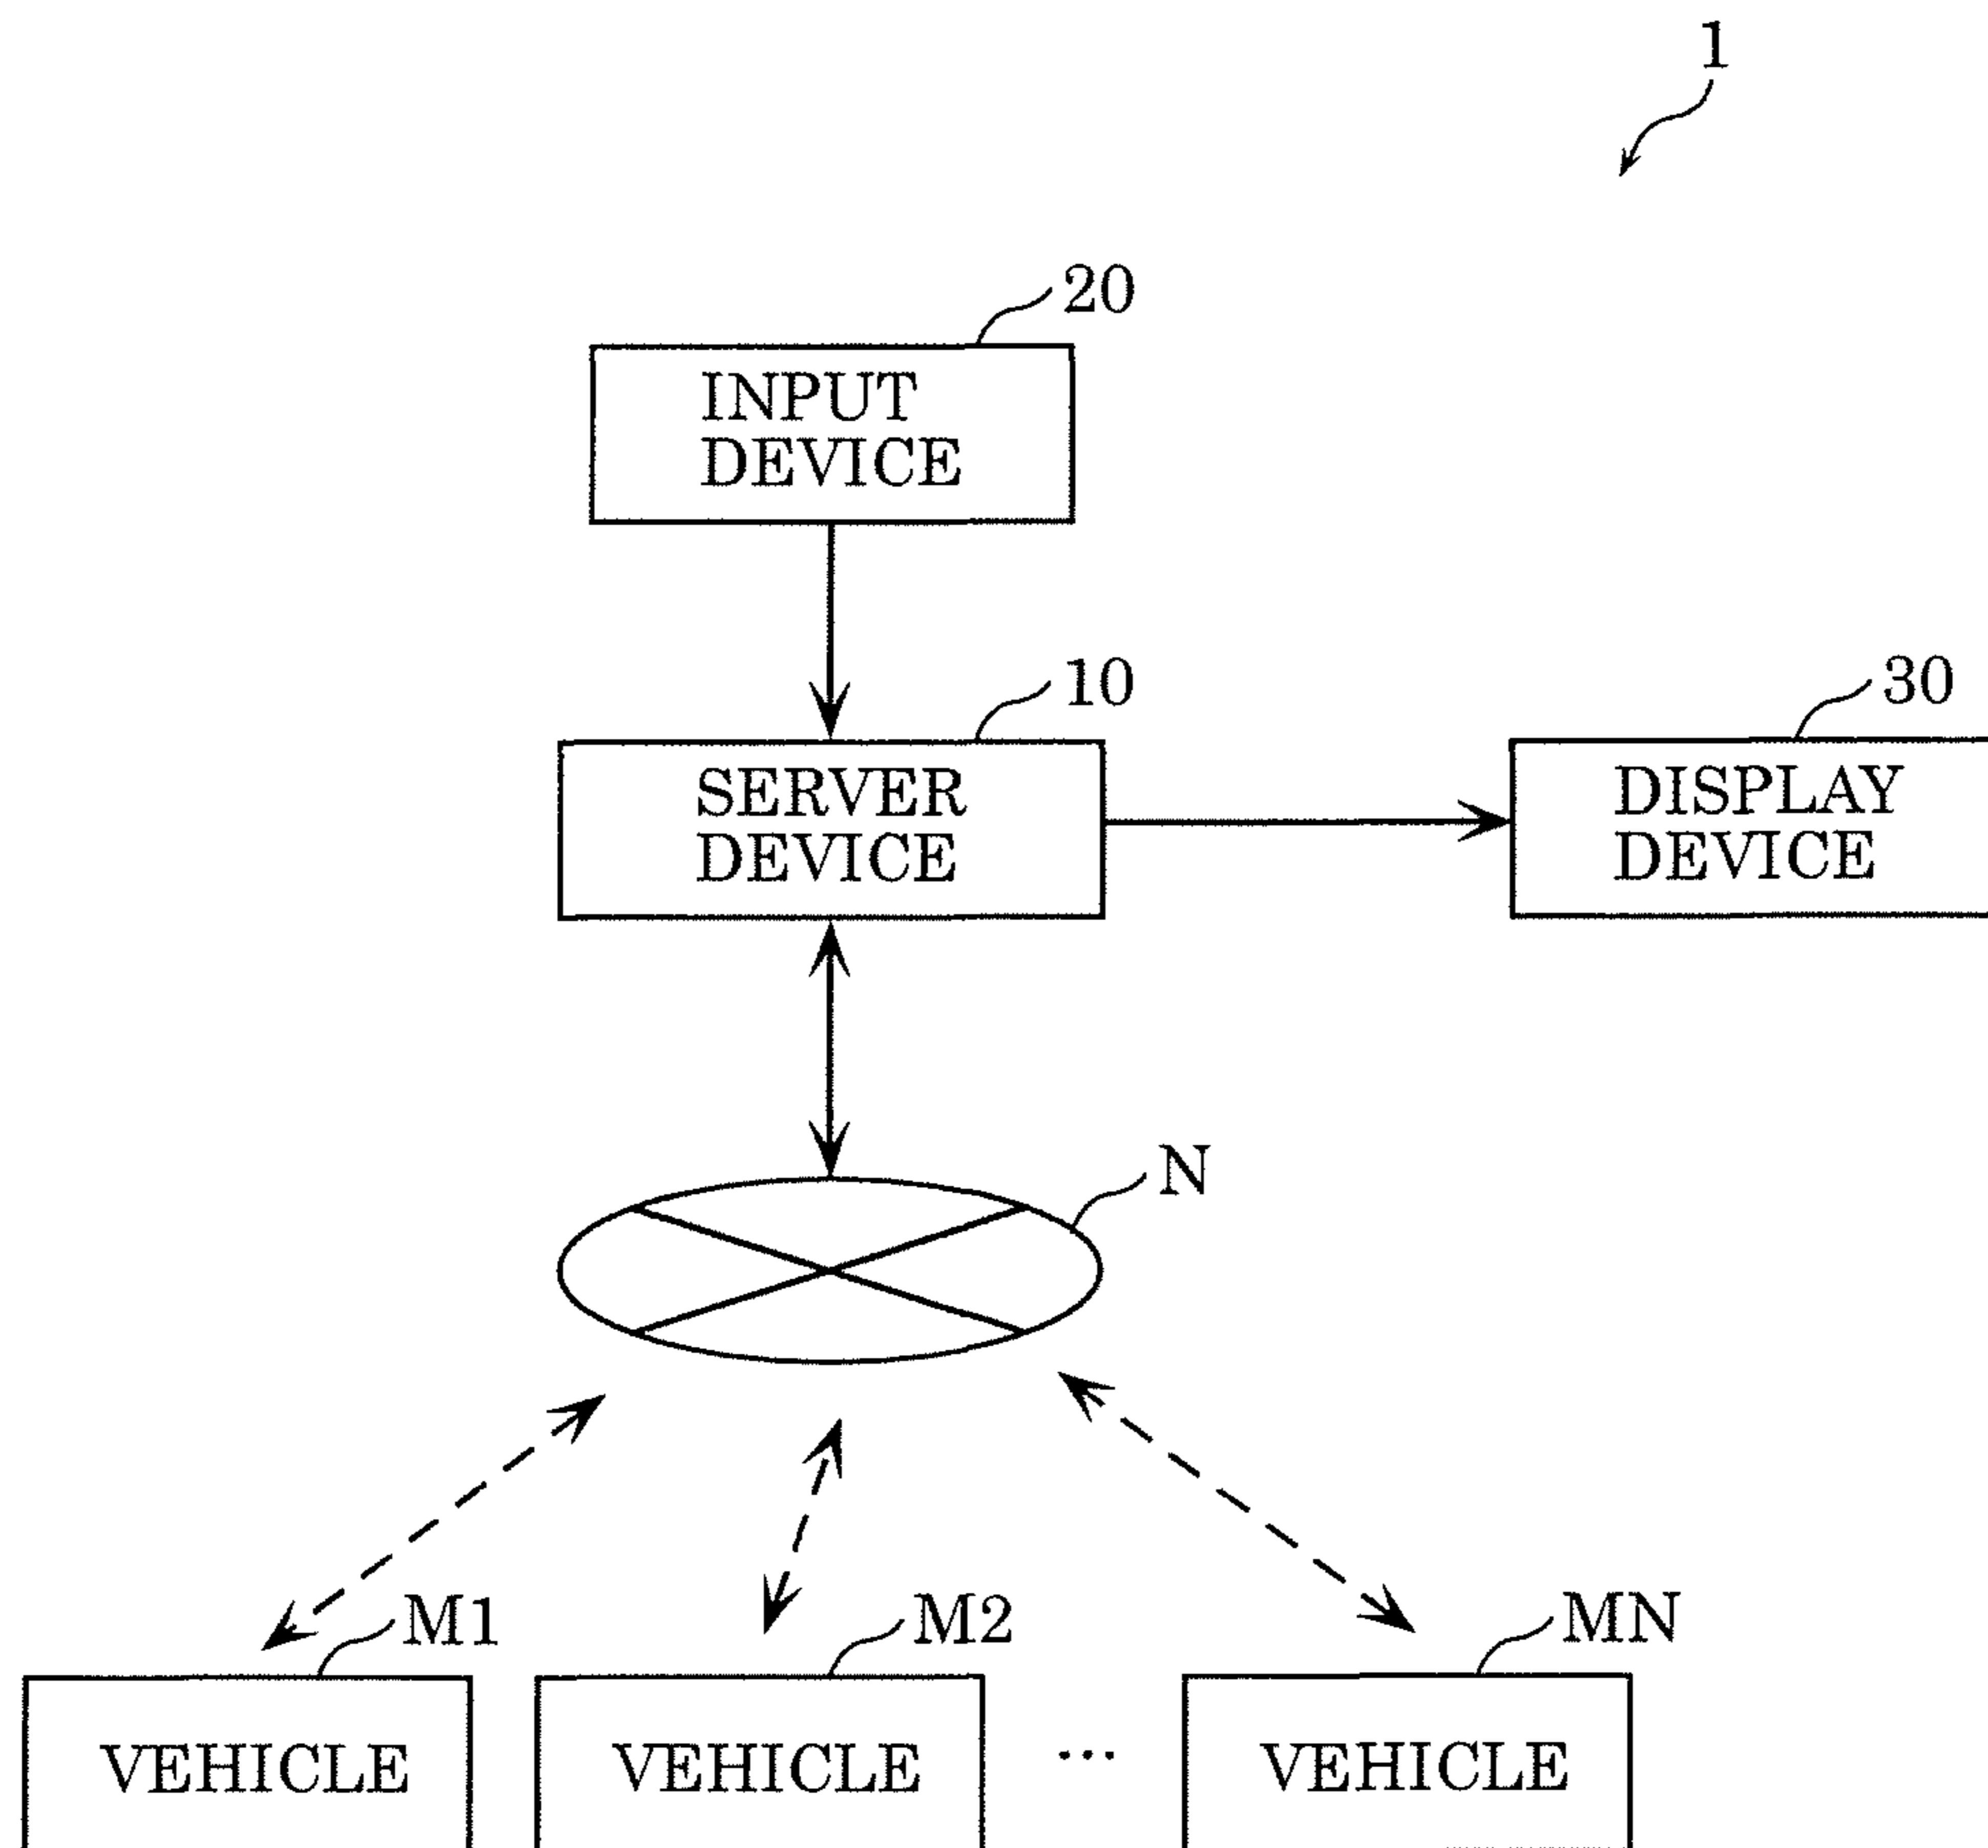 1
20
INPUT
DEVICE
10
SERVER
DEVICE
30
DISPLAY
DEVICE
N
M1
M2
MN
VEHICLE
VEHICLE
...
VEHICLE